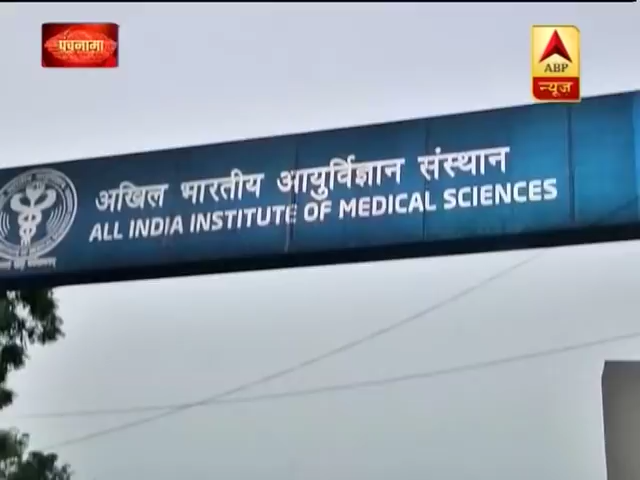 पंचनामा
ABP
न्यूज़
अखिल भारतीय आयुर्विज्ञान संस्थान
ALL INDIA INSTITUTE OF MEDICAL SCIENCES